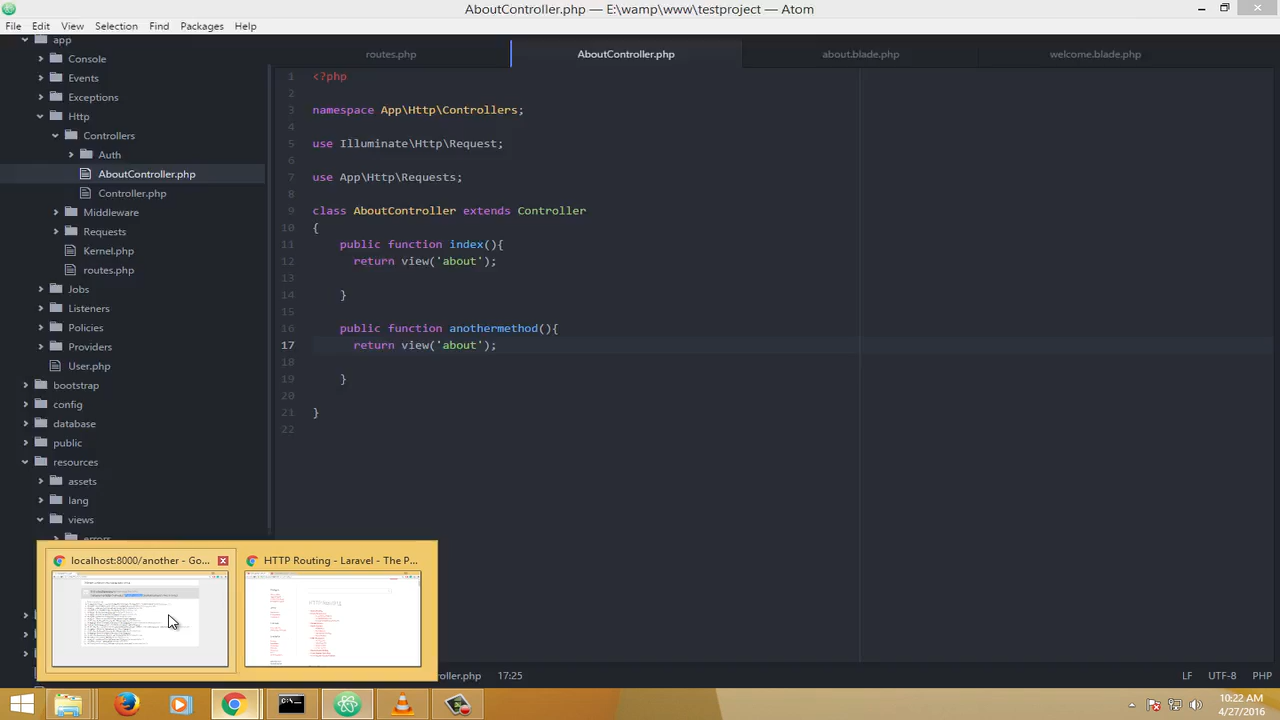 AboutController.php — E:\wamp\www\testproject — Atom
File Edit View Selection Find Packages Help
app
Console
Events
Exceptions
Http
Controllers
Auth
AboutController.php
Controller.php
Middleware
Requests
Kernel.php
routes.php
Jobs
Listeners
Policies
Providers
User.php
bootstrap
config
database
public
resources
assets
lang
views
errors
routes.php AboutController.php about.blade.php welcome.blade.php
1 <?php
2
3 namespace App\Http\Controllers;
4
5 use Illuminate\Http\Request;
6
7 use App\Http\Requests;
8
9 class AboutController extends Controller
10 {
11 public function index(){
12 return view('about');
13
14 }
15
16 public function anothermethod(){
17 return view('about');
18
19 }
20
21 }
22
localhost:8000/another - Go...
HTTP Routing - Laravel - The P...
Controller.php 17:25 LF UTF-8 PHP
10:22 AM
4/27/2016